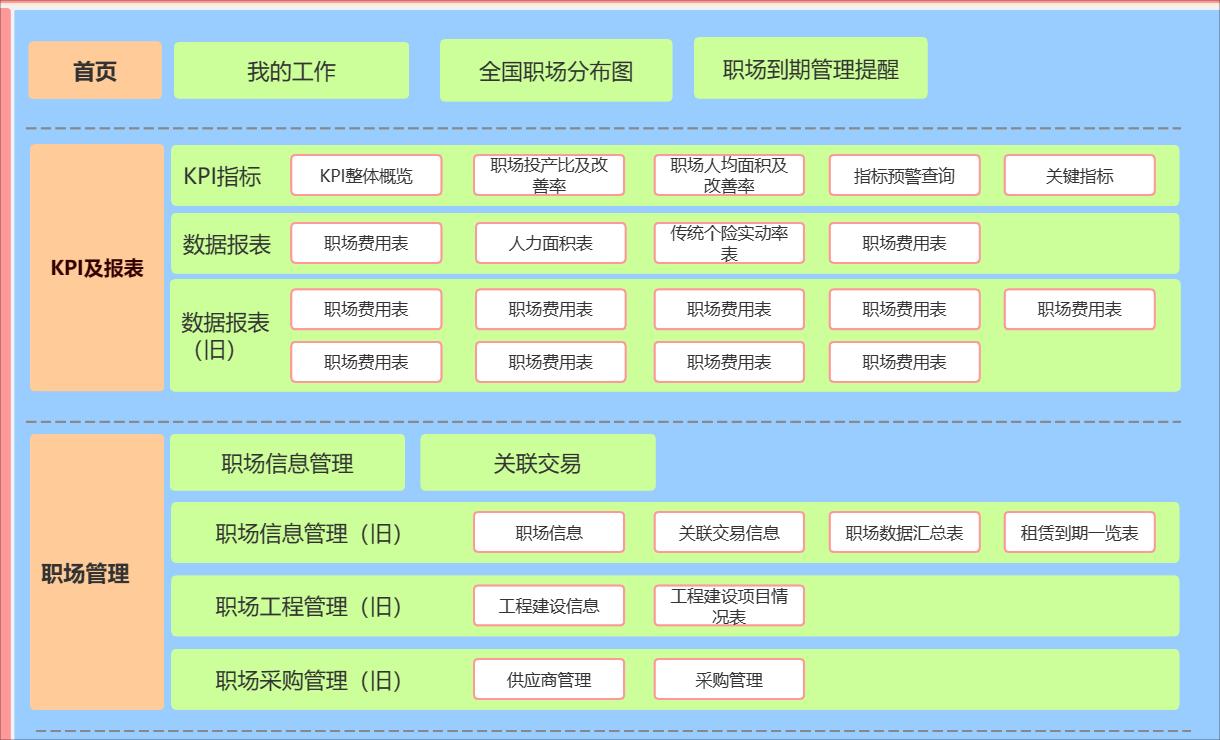 首页
我的工作
全国职场分布图
职场到期管理提醒
KPI及报表
KPI指标
KPI整体概览
职场投产比及改
善率
职场人均面积及
改善率
指标预警查询
关键指标
数据报表
职场费用表
人力面积表
传统个险实动率
表
职场费用表
数据报表
（旧）
职场费用表
职场费用表
职场费用表
职场费用表
职场费用表
职场费用表
职场费用表
职场费用表
职场费用表
职场管理
职场信息管理
关联交易
职场信息管理（旧）
职场信息
关联交易信息
职场数据汇总表
租赁到期一览表
职场工程管理（旧）
工程建设信息
工程建设项目情
况表
职场采购管理（旧）
供应商管理
采购管理